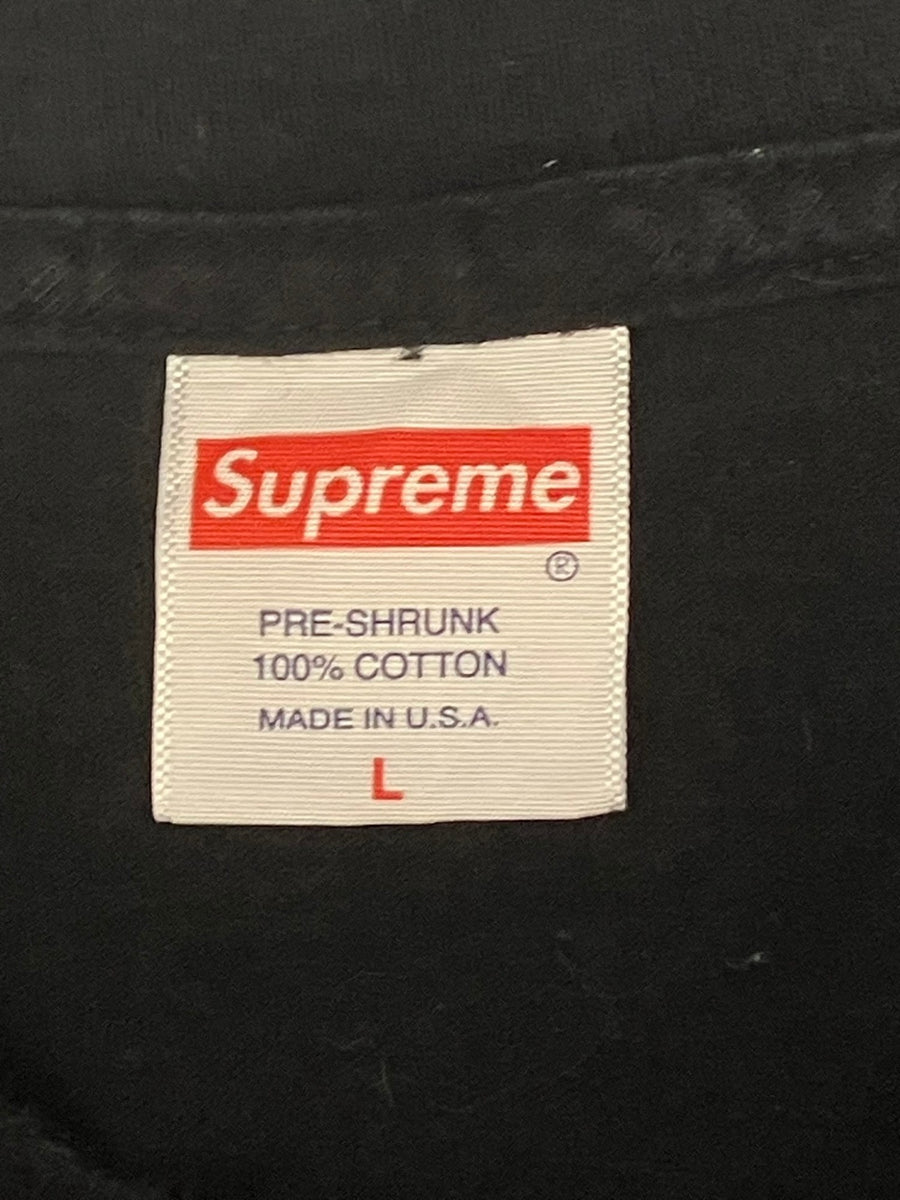 Supreme
®
PRE-SHRUNK
100% COTTON
MADE IN U.S.A.
L